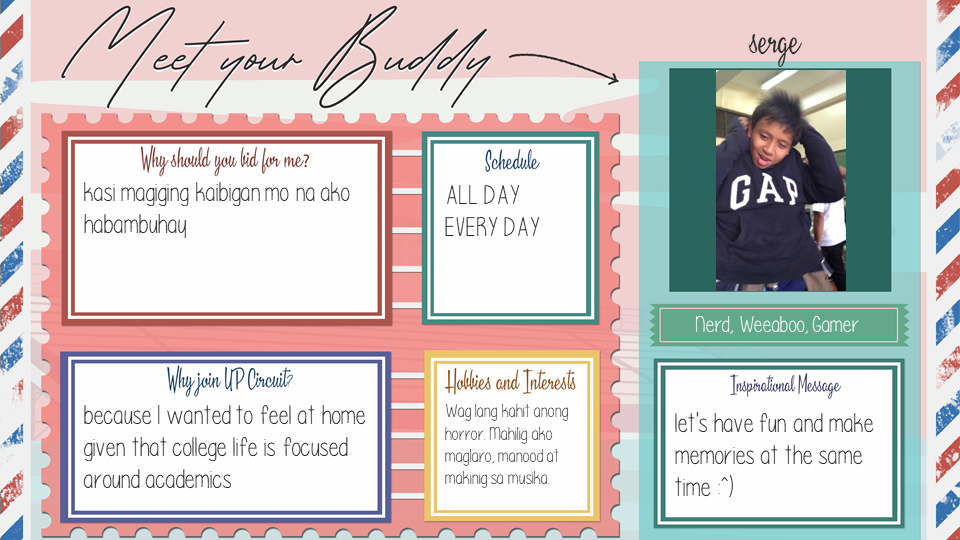 Meet your Buddy
serge
Why should you bid for me?
kasi magiging kaibigan mo na ako
habambuhay
Schedule
ALL DAY
EVERY DAY
GAP
Nerd, Weeaboo, Gamer
Why join UP Circuit?
because I wanted to feel at home
given that college life is focused
around academics
Hobbies and Interests
Wag lang kahit anong
horror. Mahilig ako
maglaro, manood at
makinig sa musika.
Inspirational Message
let's have fun and make
memories at the same
time :^)